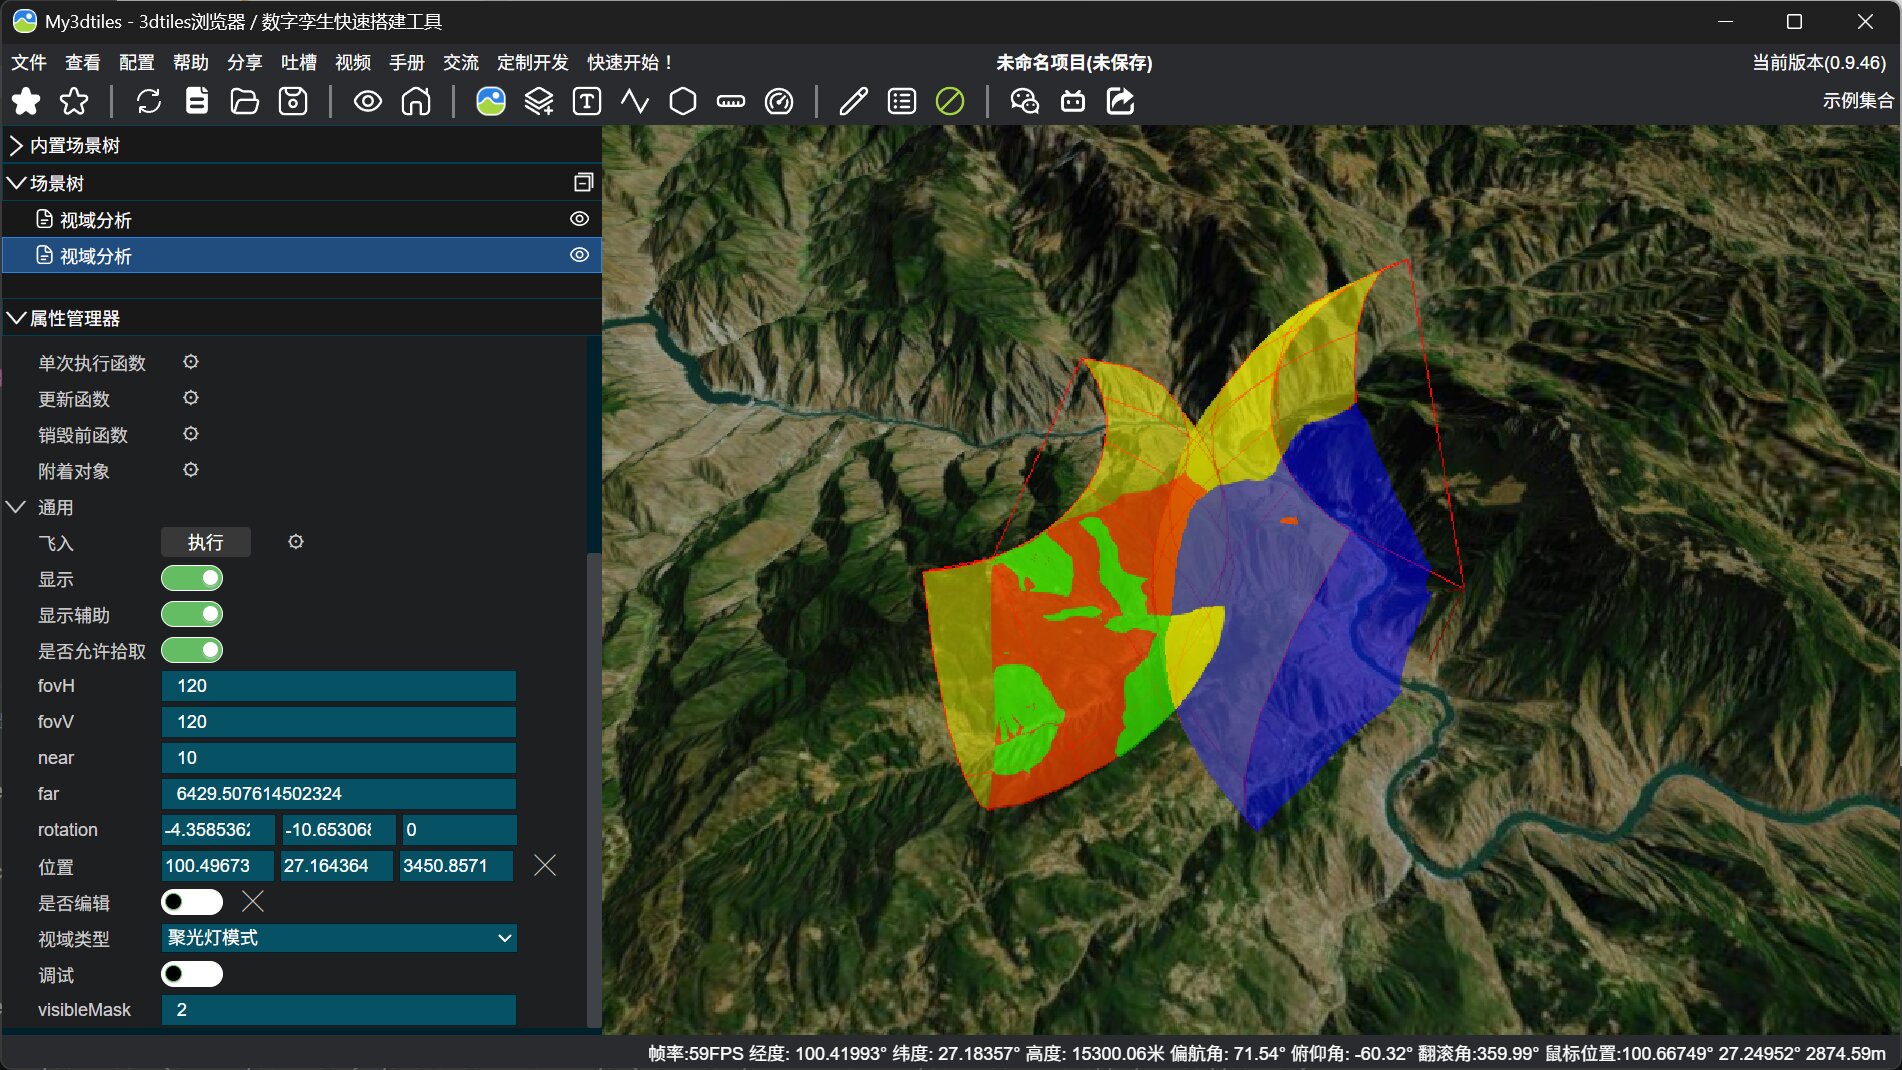 My3dtiles - 3dtiles浏览器 / 数字孪生快速搭建工具
文件 查看 配置 帮助 分享 吐槽 视频 手册 交流 定制开发 快速开始！ 未命名项目(未保存) 当前版本(0.9.46)
示例集合
内置场景树
场景树
视域分析
视域分析
属性管理器
单次执行函数
更新函数
销毁前函数
附着对象
通用
飞入 执行
显示
显示辅助
是否允许拾取
fovH 120
fovV 120
near 10
far 6429.507614502324
rotation -4.3585362 -10.653068 0
位置 100.49673 27.164364 3450.8571
是否编辑
视域类型 聚光灯模式
调试
visibleMask 2
帧率:59FPS 经度: 100.41993° 纬度: 27.18357° 高度: 15300.06米 偏航角: 71.54° 俯仰角: -60.32° 翻滚角:359.99° 鼠标位置:100.66749° 27.24952° 2874.59m